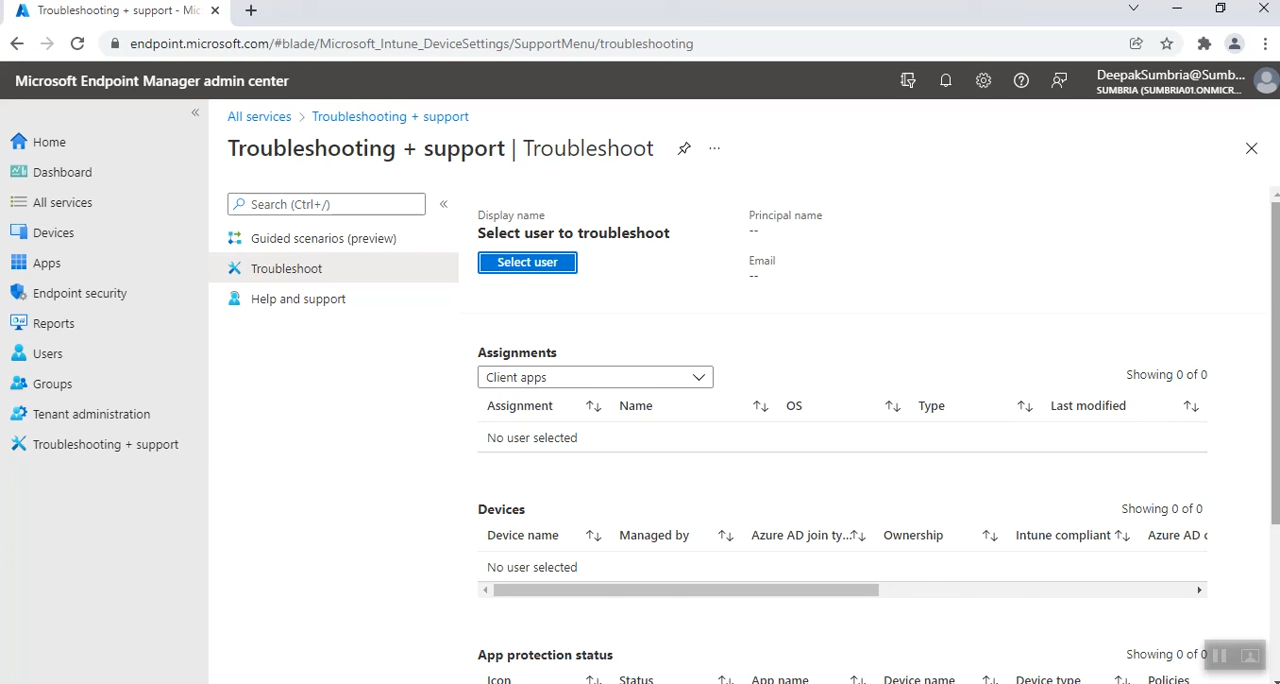 Troubleshooting + support - Mic
endpoint.microsoft.com/#blade/Microsoft_Intune_DeviceSettings/SupportMenu/troubleshooting
Microsoft Endpoint Manager admin center
DeepakSumbria@Sumb...
SUMBRIA (SUMBRIA01.ONMICR...
All services > Troubleshooting + support
Troubleshooting + support | Troubleshoot
Home
Dashboard
All services
Devices
Apps
Endpoint security
Reports
Users
Groups
Tenant administration
Troubleshooting + support
Search (Ctrl+/)
Guided scenarios (preview)
Troubleshoot
Help and support
Display name
Select user to troubleshoot
Select user
Principal name
--
Email
--
Assignments
Client apps
Showing 0 of 0
Assignment Name OS Type Last modified
No user selected
Devices
Showing 0 of 0
Device name Managed by Azure AD join ty... Ownership Intune compliant Azure AD c
No user selected
App protection status
Showing 0 of 0
Icon Status App name Device name Device type Policies